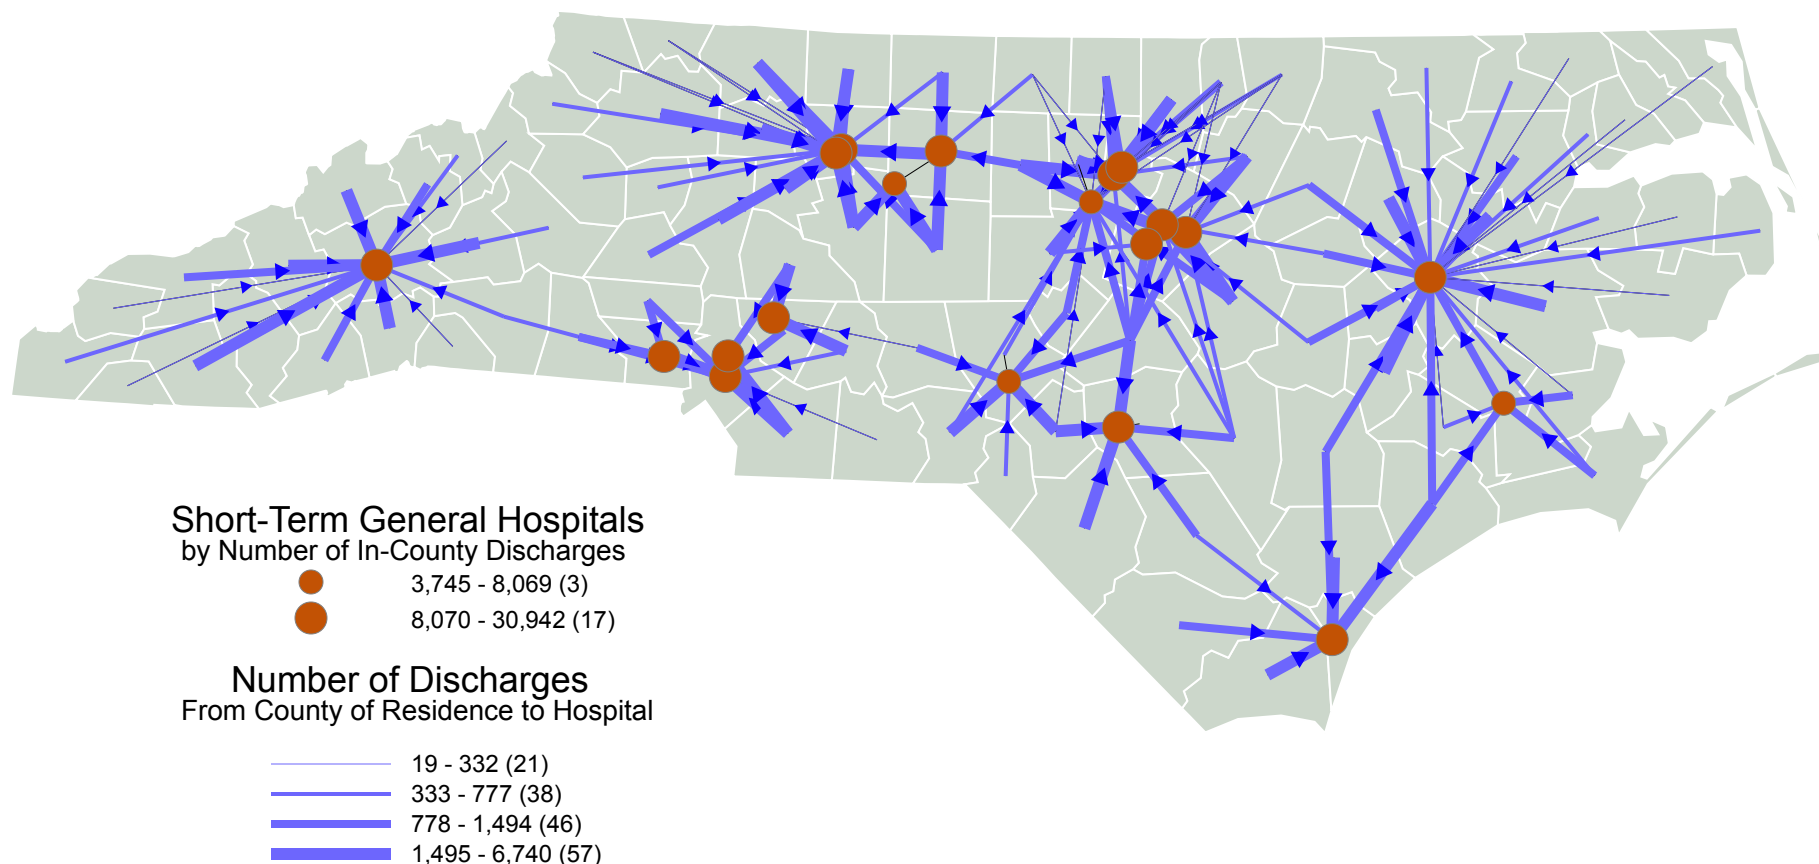 Short-Term General Hospitals
by Number of In-County Discharges
3,745 - 8,069 (3)
8,070 - 30,942 (17)
Number of Discharges
From County of Residence to Hospital
19 - 332 (21)
333 - 777 (38)
778 - 1,494 (46)
1,495 - 6,740 (57)